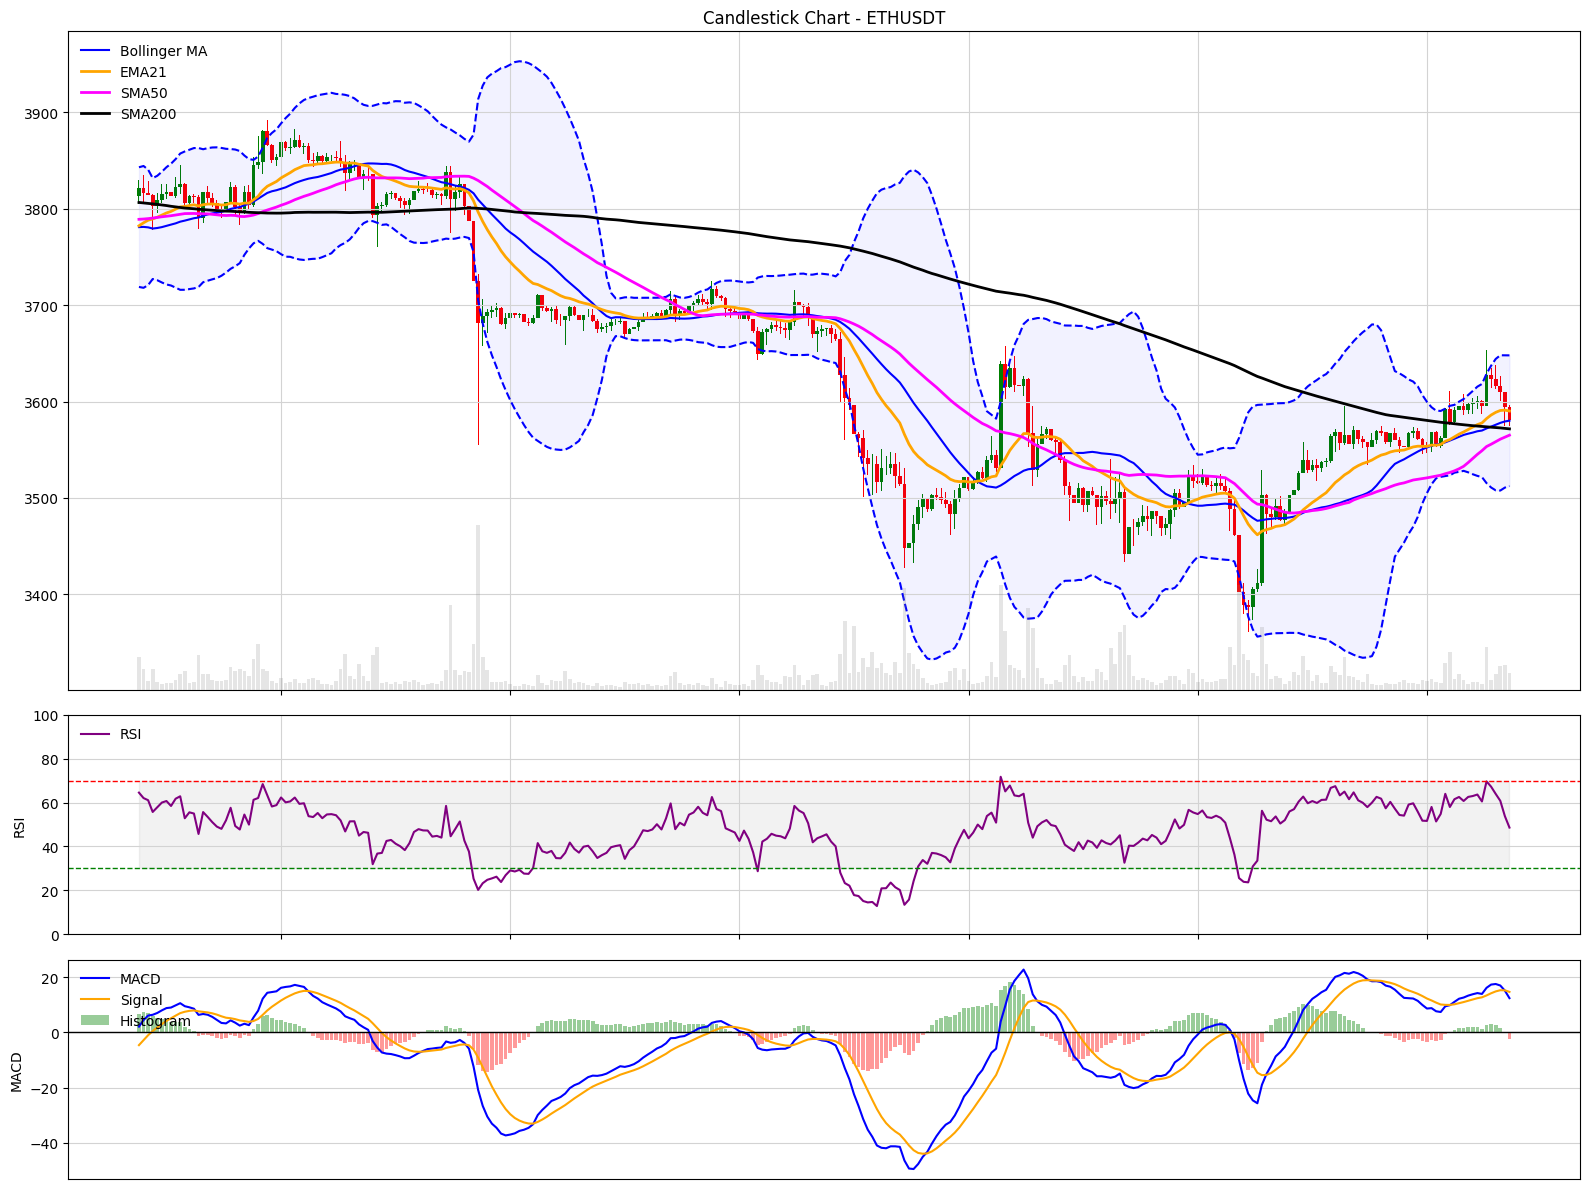 Candlestick Chart - ETHUSDT
Bollinger MA
EMA21
SMA50
SMA200
3900
3800
3700
3600
3500
3400
RSI
100
80
60
40
20
0
RSI
MACD
Signal
Histogram
20
0
−20
−40
MACD